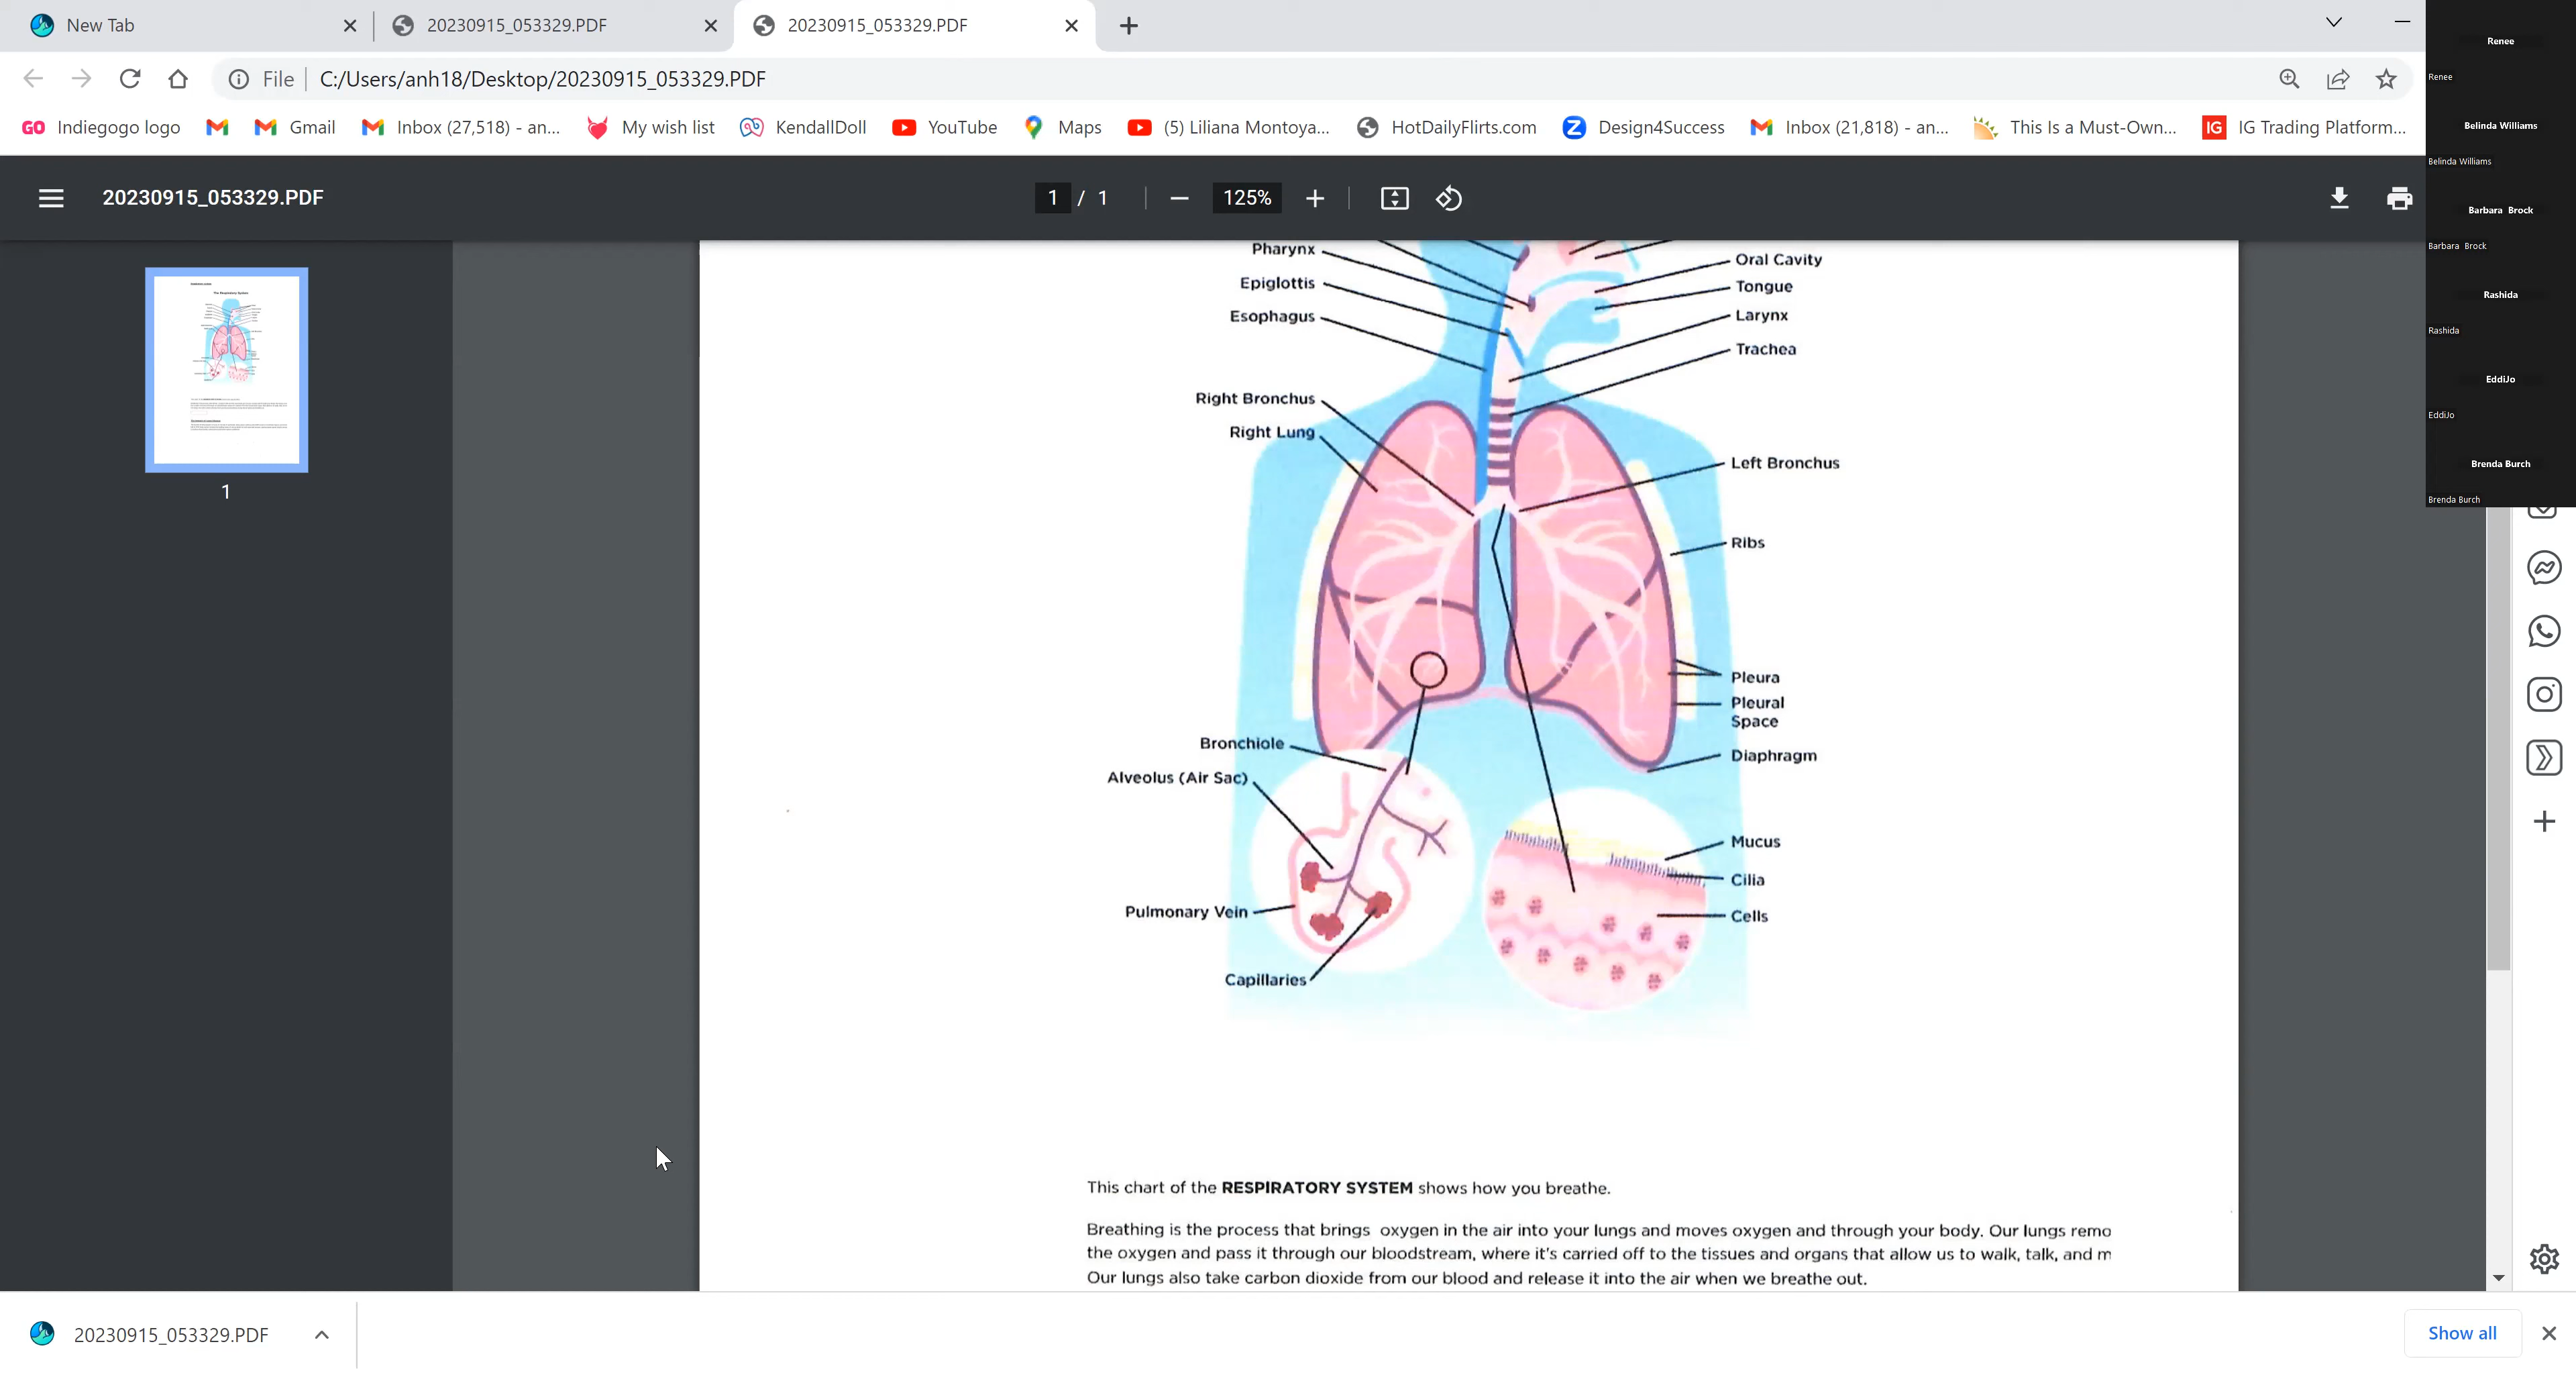 New Tab
20230915_053329.PDF
20230915_053329.PDF
File
C:/Users/anh18/Desktop/20230915_053329.PDF
GO Indiegogo logo
Gmail
Inbox (27,518) - an...
My wish list
KendallDoll
YouTube
Maps
(5) Liliana Montoya...
HotDailyFlirts.com
Z Design4Success
Inbox (21,818) - an...
This Is a Must-Own...
IG IG Trading Platform...
20230915_053329.PDF
1 / 1
125%
Renee
Renee
Belinda Williams
Belinda Williams
Barbara Brock
Barbara Brock
Rashida
Rashida
EddiJo
EddiJo
Brenda Burch
Brenda Burch
1
Pharynx
Epiglottis
Esophagus
Right Bronchus
Right Lung
Bronchiole
Alveolus (Air Sac)
Pulmonary Vein
Capillaries
Oral Cavity
Tongue
Larynx
Trachea
Left Bronchus
Ribs
Pleura
Pleural
Space
Diaphragm
Mucus
Cilia
Cells
This chart of the RESPIRATORY SYSTEM shows how you breathe.
Breathing is the process that brings oxygen in the air into your lungs and moves oxygen and through your body. Our lungs remo
the oxygen and pass it through our bloodstream, where it's carried off to the tissues and organs that allow us to walk, talk, and m
Our lungs also take carbon dioxide from our blood and release it into the air when we breathe out.
20230915_053329.PDF
Show all